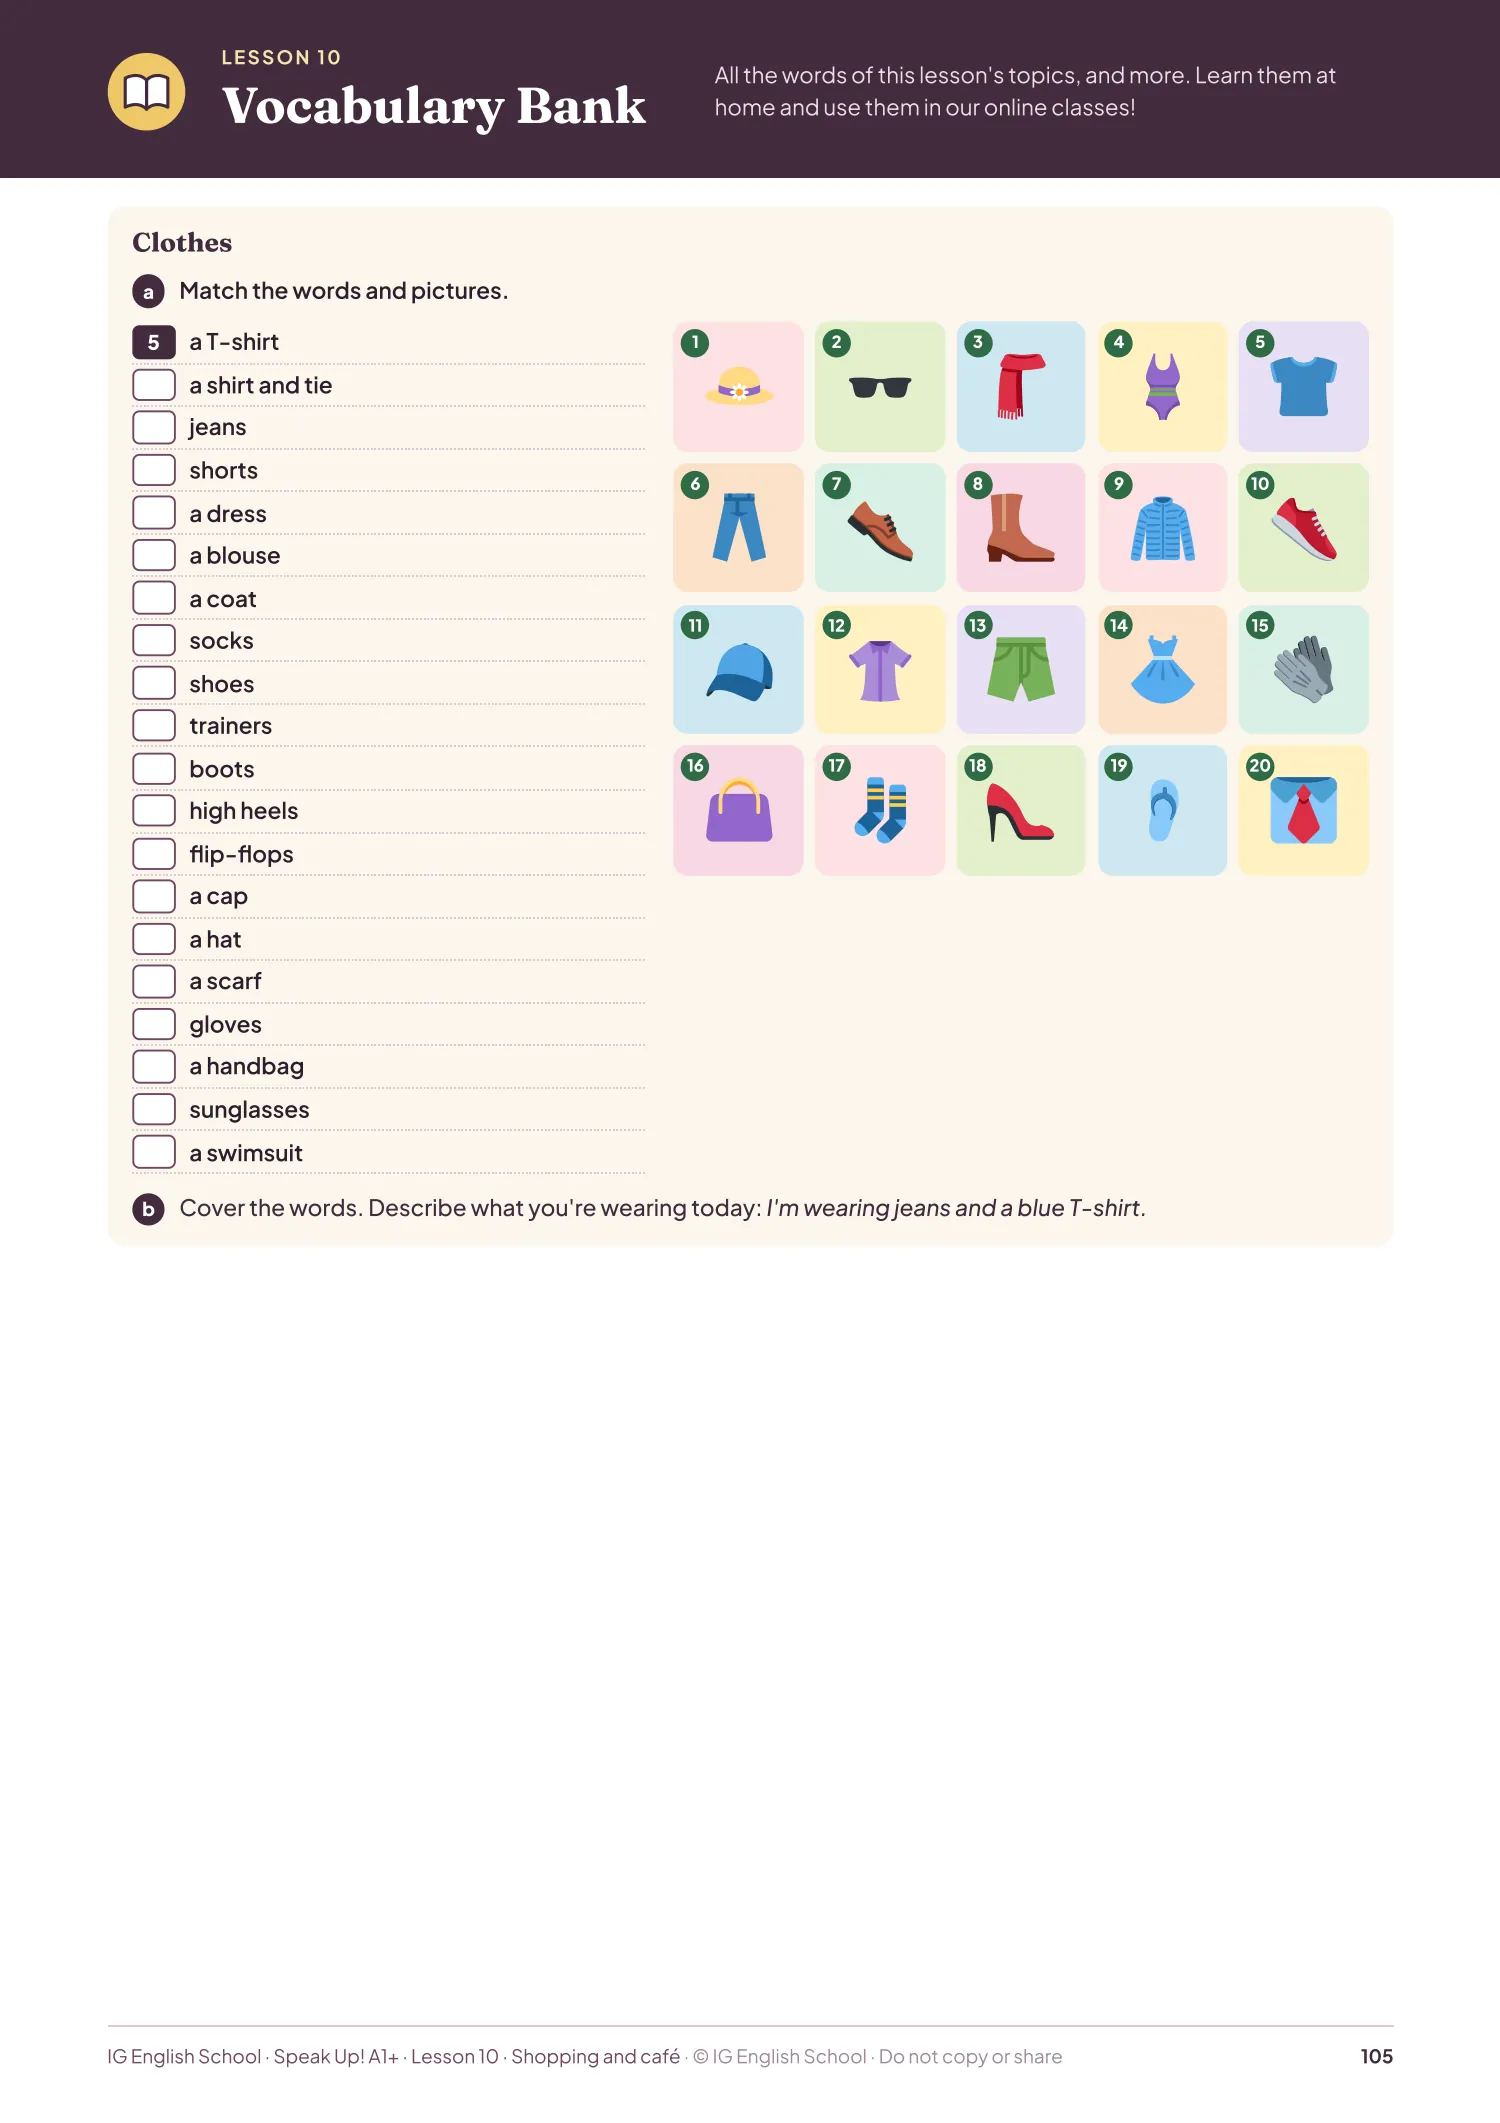 LESSON 10
Vocabulary Bank
All the words of this lesson's topics, and more. Learn them at
home and use them in our online classes!
Clothes
a Match the words and pictures.
5 a T-shirt
a shirt and tie
jeans
shorts
a dress
a blouse
a coat
socks
shoes
trainers
boots
high heels
flip-flops
a cap
a hat
a scarf
gloves
a handbag
sunglasses
a swimsuit
1 2 3 4 5
6 7 8 9 10
11 12 13 14 15
16 17 18 19 20
b Cover the words. Describe what you're wearing today: I'm wearing jeans and a blue T-shirt.
IG English School · Speak Up! A1+ · Lesson 10 · Shopping and café · © IG English School · Do not copy or share 105